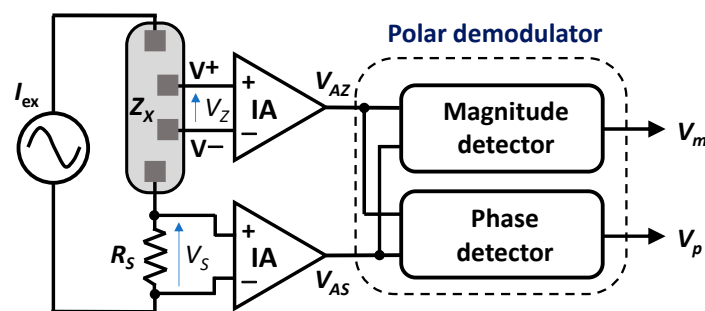 Polar demodulator
I_ex
Z_X
V+
V_Z
V−
+
−
IA
V_AZ
Magnitude
detector
V_m
R_S
V_S
+
−
IA
V_AS
Phase
detector
V_p